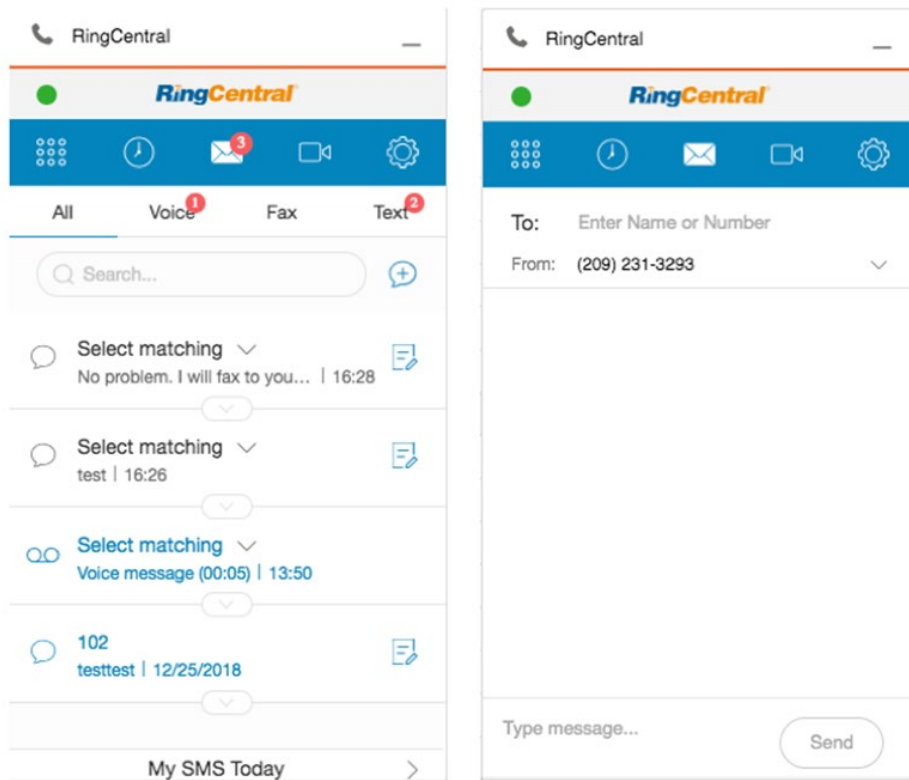 RingCentral
RingCentral
3
All Voice 1 Fax Text 2
Search...
Select matching
No problem. I will fax to you... | 16:28
Select matching
test | 16:26
Select matching
Voice message (00:05) | 13:50
102
testtest | 12/25/2018
My SMS Today
RingCentral
RingCentral
To: Enter Name or Number
From: (209) 231-3293
Type message...
Send